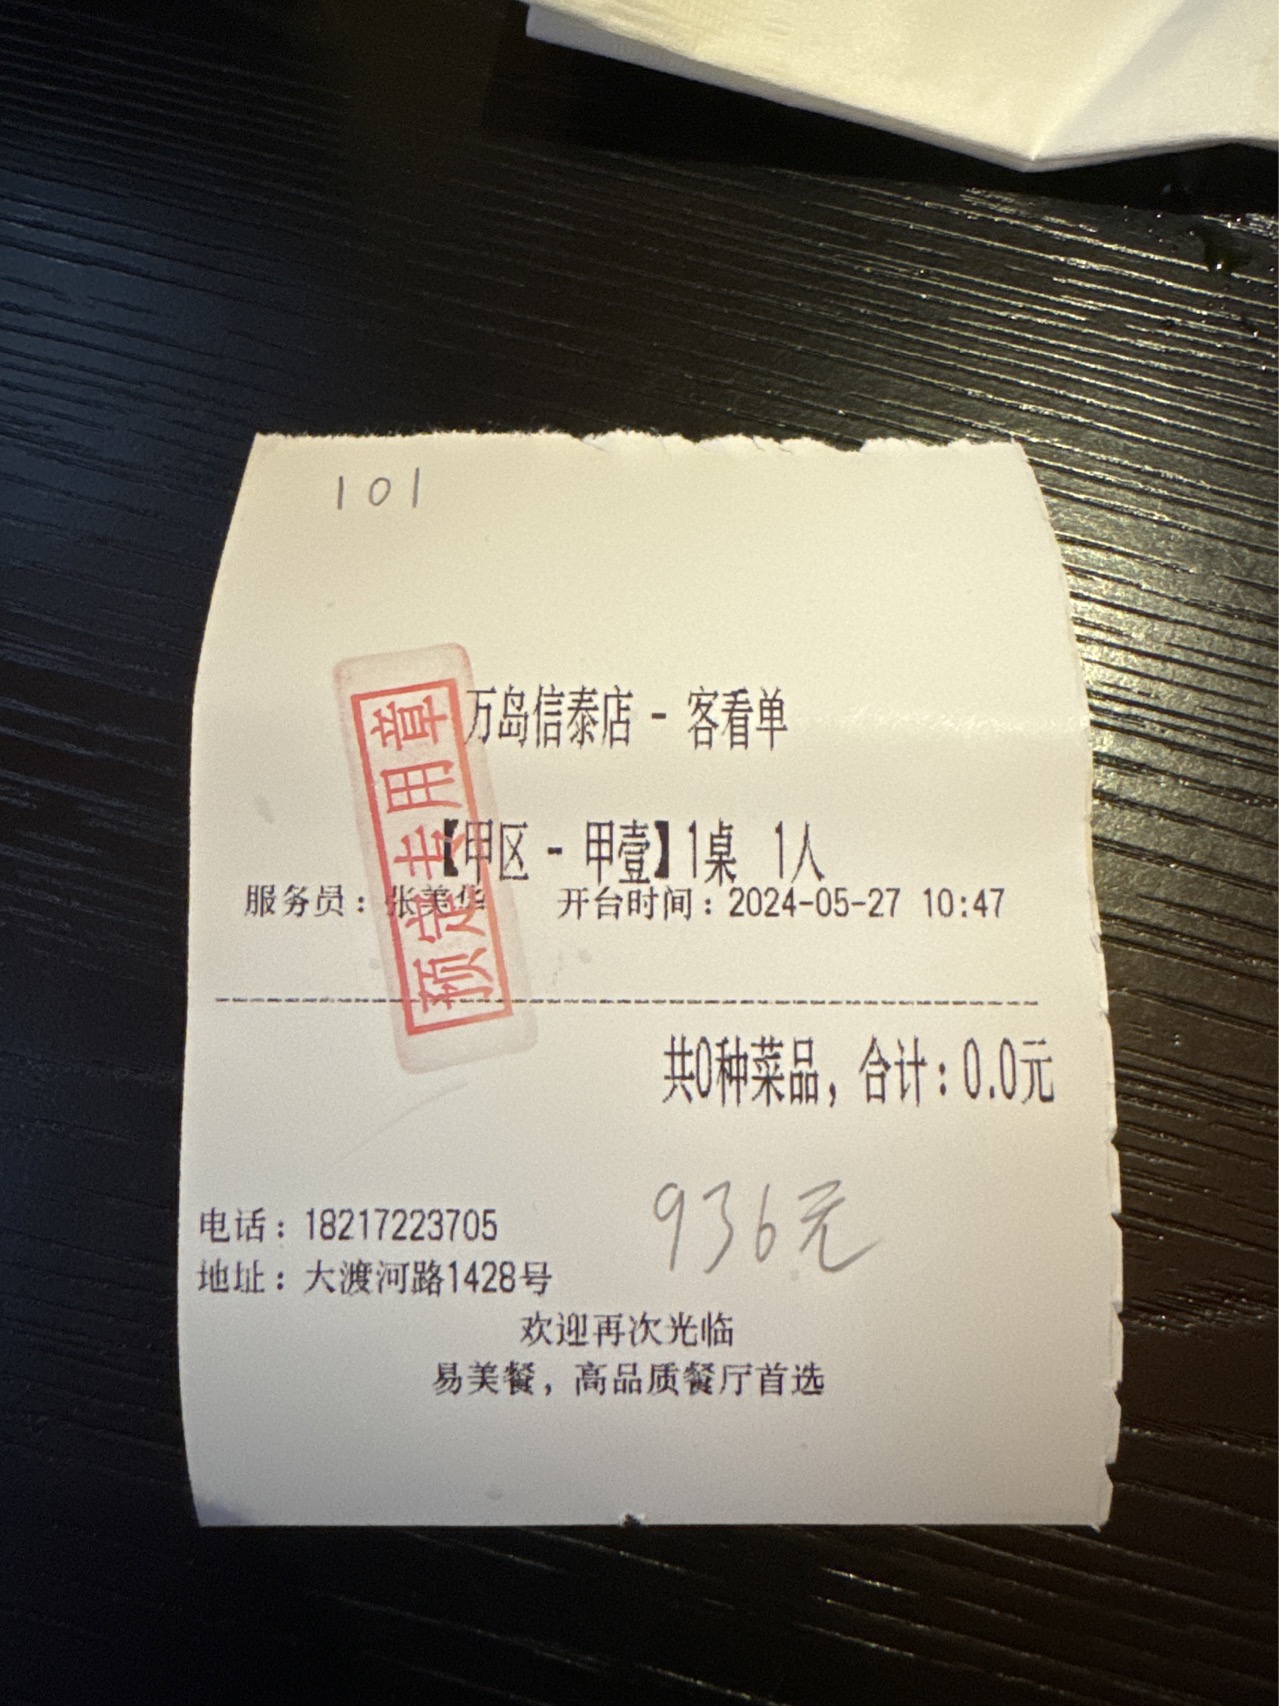 101
万岛信泰店 - 客看单
【甲区 - 甲壹】1桌 1人
服务员：张美华 开台时间：2024-05-27 10:47
预定专用章
共0种菜品，合计：0.0元
936元
电话：18217223705
地址：大渡河路1428号
欢迎再次光临
易美餐，高品质餐厅首选